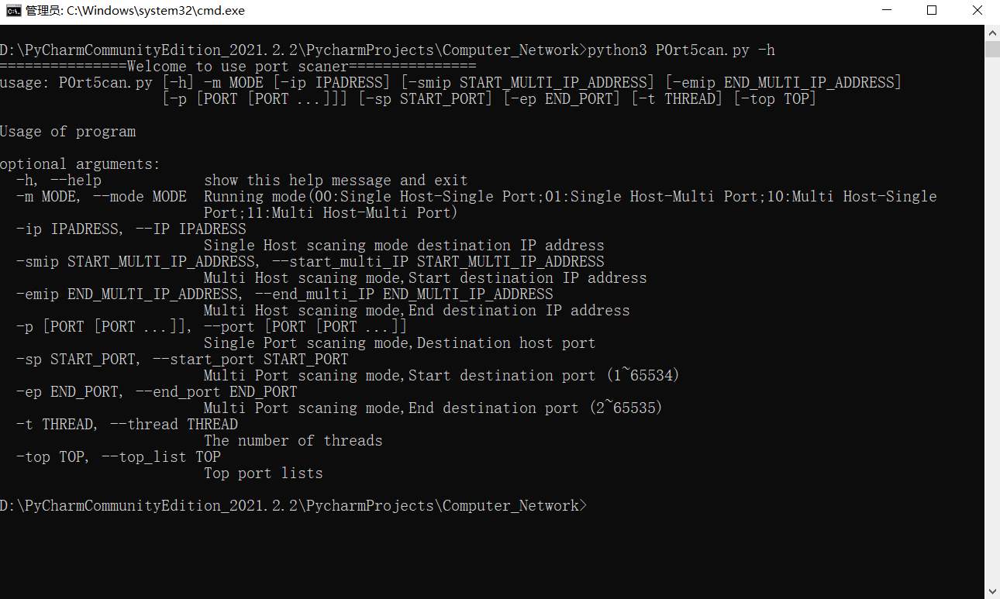 管理员: C:\Windows\system32\cmd.exe
D:\PyCharmCommunityEdition_2021.2.2\PycharmProjects\Computer_Network>python3 P0rt5can.py -h
===============Welcome to use port scaner===============
usage: P0rt5can.py [-h] -m MODE [-ip IPADRESS] [-smip START_MULTI_IP_ADDRESS] [-emip END_MULTI_IP_ADDRESS]
[-p [PORT [PORT ...]]] [-sp START_PORT] [-ep END_PORT] [-t THREAD] [-top TOP]
Usage of program
optional arguments:
-h, --help show this help message and exit
-m MODE, --mode MODE Running mode(00:Single Host-Single Port;01:Single Host-Multi Port;10:Multi Host-Single
Port;11:Multi Host-Multi Port)
-ip IPADRESS, --IP IPADRESS
Single Host scaning mode destination IP address
-smip START_MULTI_IP_ADDRESS, --start_multi_IP START_MULTI_IP_ADDRESS
Multi Host scaning mode,Start destination IP address
-emip END_MULTI_IP_ADDRESS, --end_multi_IP END_MULTI_IP_ADDRESS
Multi Host scaning mode,End destination IP address
-p [PORT [PORT ...]], --port [PORT [PORT ...]]
Single Port scaning mode,Destination host port
-sp START_PORT, --start_port START_PORT
Multi Port scaning mode,Start destination port (1~65534)
-ep END_PORT, --end_port END_PORT
Multi Port scaning mode,End destination port (2~65535)
-t THREAD, --thread THREAD
The number of threads
-top TOP, --top_list TOP
Top port lists
D:\PyCharmCommunityEdition_2021.2.2\PycharmProjects\Computer_Network>